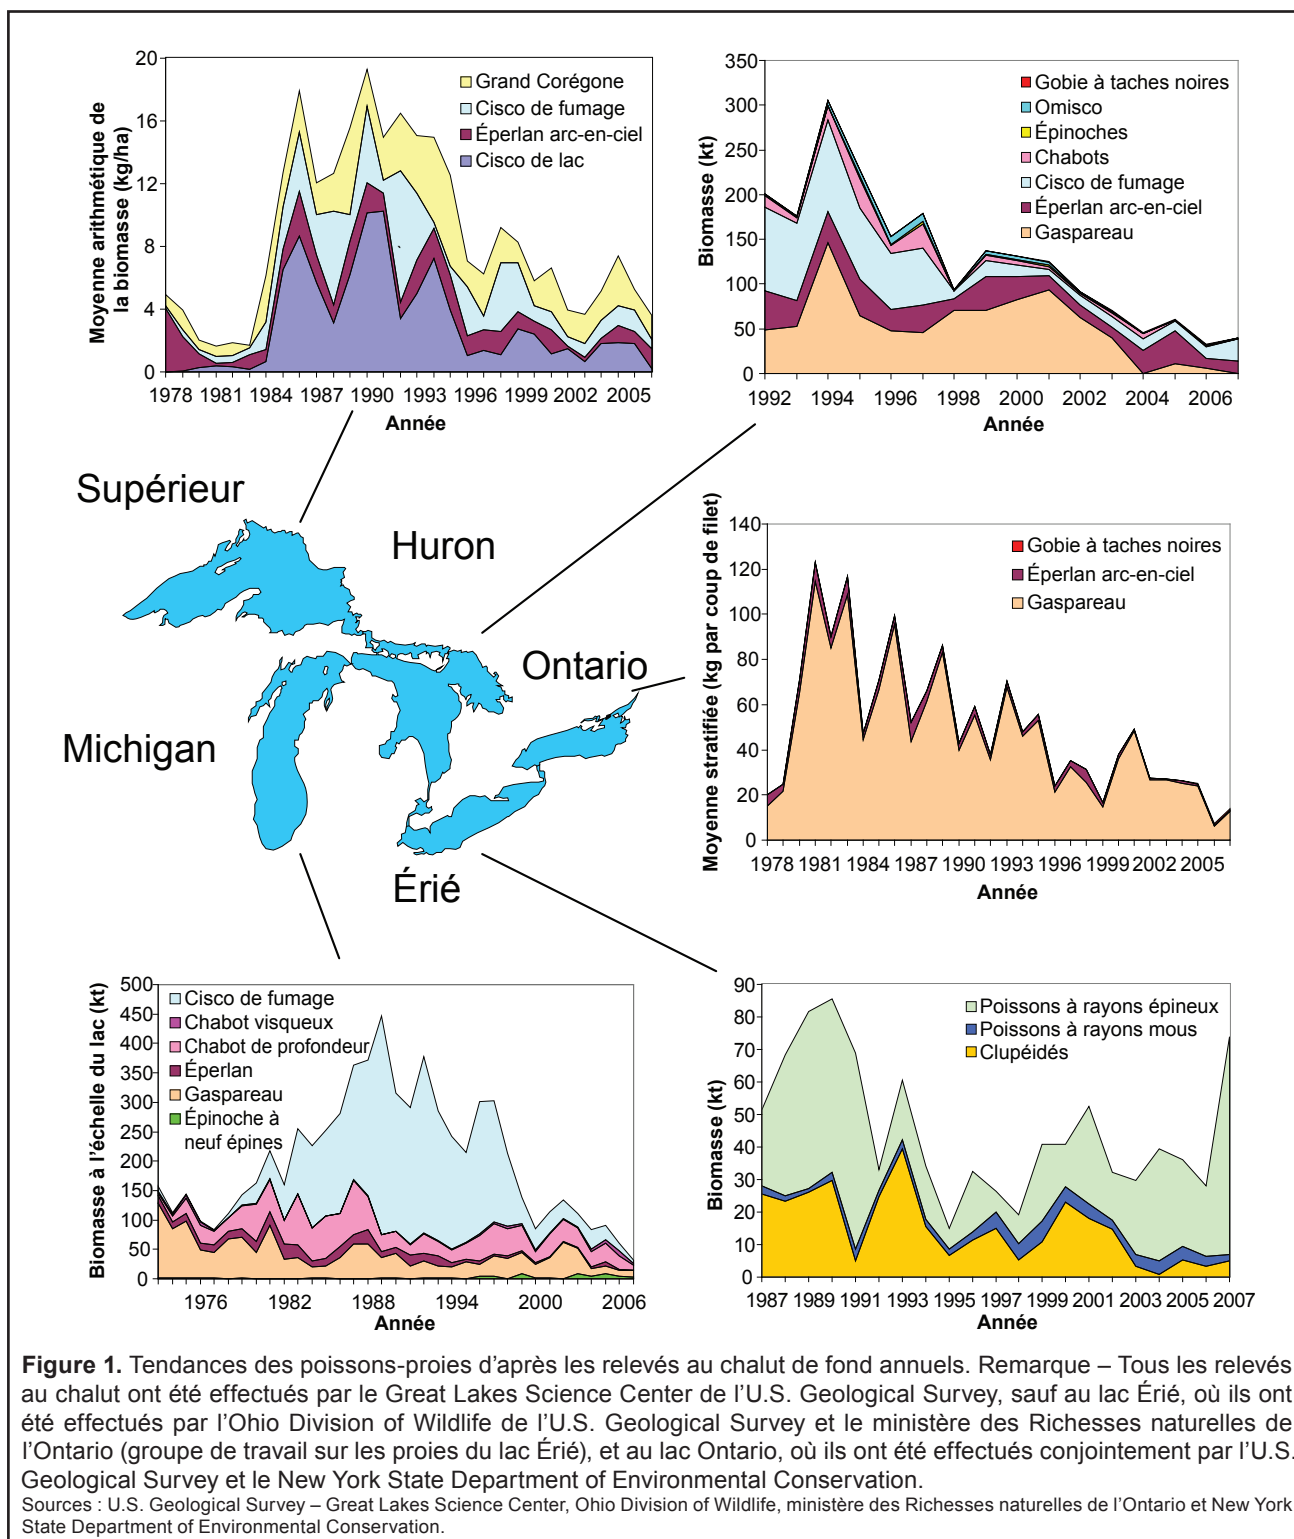 20
16
12
8
4
0
Moyenne arithmétique de
la biomasse (kg/ha)
Grand Corégone
Cisco de fumage
Éperlan arc-en-ciel
Cisco de lac
1978 1981 1984 1987 1990 1993 1996 1999 2002 2005
Année
350
300
250
200
150
100
50
0
Biomasse (kt)
Gobie à taches noires
Omisco
Épinoches
Chabots
Cisco de fumage
Éperlan arc-en-ciel
Gaspareau
1992 1994 1996 1998 2000 2002 2004 2006
Année
Supérieur
Huron
Ontario
Michigan
Érié
140
120
100
80
60
40
20
0
Moyenne stratifiée (kg par coup de filet)
Gobie à taches noires
Éperlan arc-en-ciel
Gaspareau
1978 1981 1984 1987 1990 1993 1996 1999 2002 2005
Année
500
450
400
350
300
250
200
150
100
50
0
Biomasse à l'échelle du lac (kt)
Cisco de fumage
Chabot visqueux
Chabot de profondeur
Éperlan
Gaspareau
Épinoche à
neuf épines
1976 1982 1988 1994 2000 2006
Année
90
80
70
60
50
40
30
20
10
0
Biomasse (kt)
Poissons à rayons épineux
Poissons à rayons mous
Clupéidés
1987 1989 1991 1993 1995 1997 1999 2001 2003 2005 2007
Année
Figure 1. Tendances des poissons-proies d'après les relevés au chalut de fond annuels. Remarque – Tous les relevés
au chalut ont été effectués par le Great Lakes Science Center de l'U.S. Geological Survey, sauf au lac Érié, où ils ont
été effectués par l'Ohio Division of Wildlife de l'U.S. Geological Survey et le ministère des Richesses naturelles de
l'Ontario (groupe de travail sur les proies du lac Érié), et au lac Ontario, où ils ont été effectués conjointement par l'U.S.
Geological Survey et le New York State Department of Environmental Conservation.
Sources : U.S. Geological Survey – Great Lakes Science Center, Ohio Division of Wildlife, ministère des Richesses naturelles de l'Ontario et New York
State Department of Environmental Conservation.